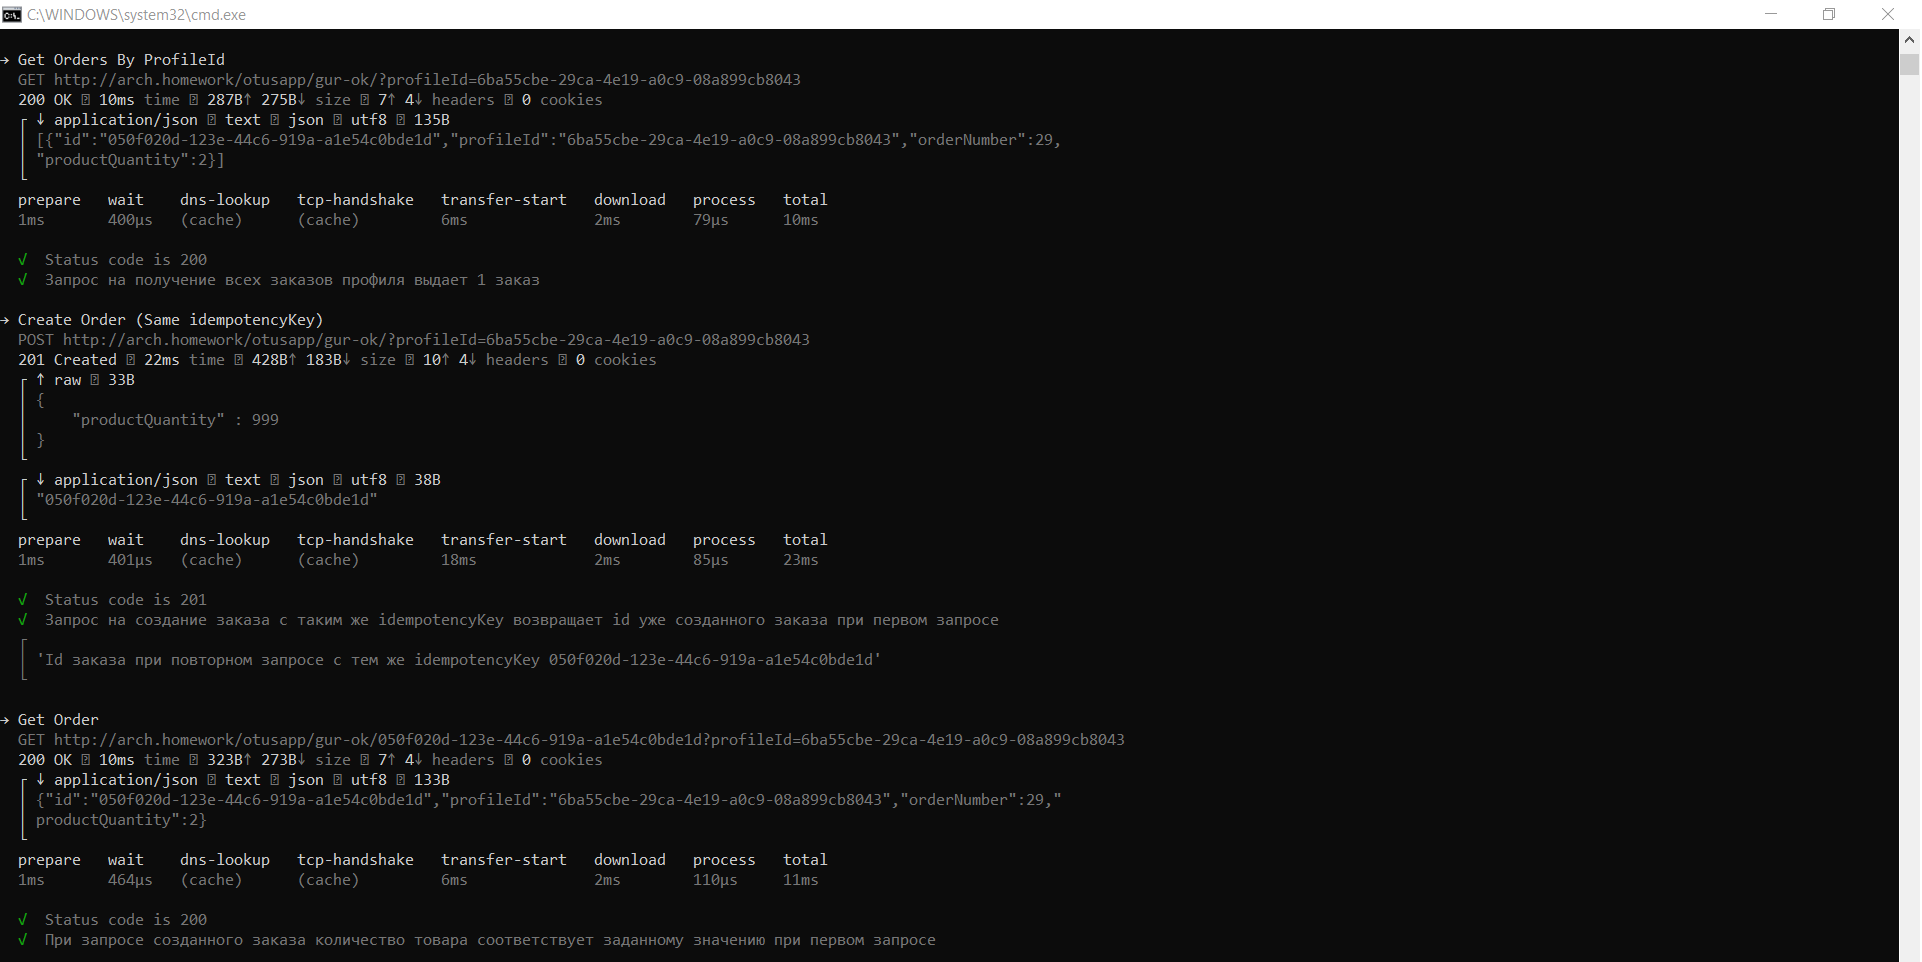 C:\WINDOWS\system32\cmd.exe
→ Get Orders By ProfileId
GET http://arch.homework/otusapp/gur-ok/?profileId=6ba55cbe-29ca-4e19-a0c9-08a899cb8043
200 OK ⍰ 10ms time ⍰ 287B↑ 275B↓ size ⍰ 7↑ 4↓ headers ⍰ 0 cookies
↓ application/json ⍰ text ⍰ json ⍰ utf8 ⍰ 135B
[{"id":"050f020d-123e-44c6-919a-a1e54c0bde1d","profileId":"6ba55cbe-29ca-4e19-a0c9-08a899cb8043","orderNumber":29,
"productQuantity":2}]
prepare wait dns-lookup tcp-handshake transfer-start download process total
1ms 400µs (cache) (cache) 6ms 2ms 79µs 10ms
√ Status code is 200
√ Запрос на получение всех заказов профиля выдает 1 заказ
→ Create Order (Same idempotencyKey)
POST http://arch.homework/otusapp/gur-ok/?profileId=6ba55cbe-29ca-4e19-a0c9-08a899cb8043
201 Created ⍰ 22ms time ⍰ 428B↑ 183B↓ size ⍰ 10↑ 4↓ headers ⍰ 0 cookies
↑ raw ⍰ 33B
{
"productQuantity" : 999
}
↓ application/json ⍰ text ⍰ json ⍰ utf8 ⍰ 38B
"050f020d-123e-44c6-919a-a1e54c0bde1d"
prepare wait dns-lookup tcp-handshake transfer-start download process total
1ms 401µs (cache) (cache) 18ms 2ms 85µs 23ms
√ Status code is 201
√ Запрос на создание заказа с таким же idempotencyKey возвращает id уже созданного заказа при первом запросе
'Id заказа при повторном запросе с тем же idempotencyKey 050f020d-123e-44c6-919a-a1e54c0bde1d'
→ Get Order
GET http://arch.homework/otusapp/gur-ok/050f020d-123e-44c6-919a-a1e54c0bde1d?profileId=6ba55cbe-29ca-4e19-a0c9-08a899cb8043
200 OK ⍰ 10ms time ⍰ 323B↑ 273B↓ size ⍰ 7↑ 4↓ headers ⍰ 0 cookies
↓ application/json ⍰ text ⍰ json ⍰ utf8 ⍰ 133B
{"id":"050f020d-123e-44c6-919a-a1e54c0bde1d","profileId":"6ba55cbe-29ca-4e19-a0c9-08a899cb8043","orderNumber":29,"
productQuantity":2}
prepare wait dns-lookup tcp-handshake transfer-start download process total
1ms 464µs (cache) (cache) 6ms 2ms 110µs 11ms
√ Status code is 200
√ При запросе созданного заказа количество товара соответствует заданному значению при первом запросе